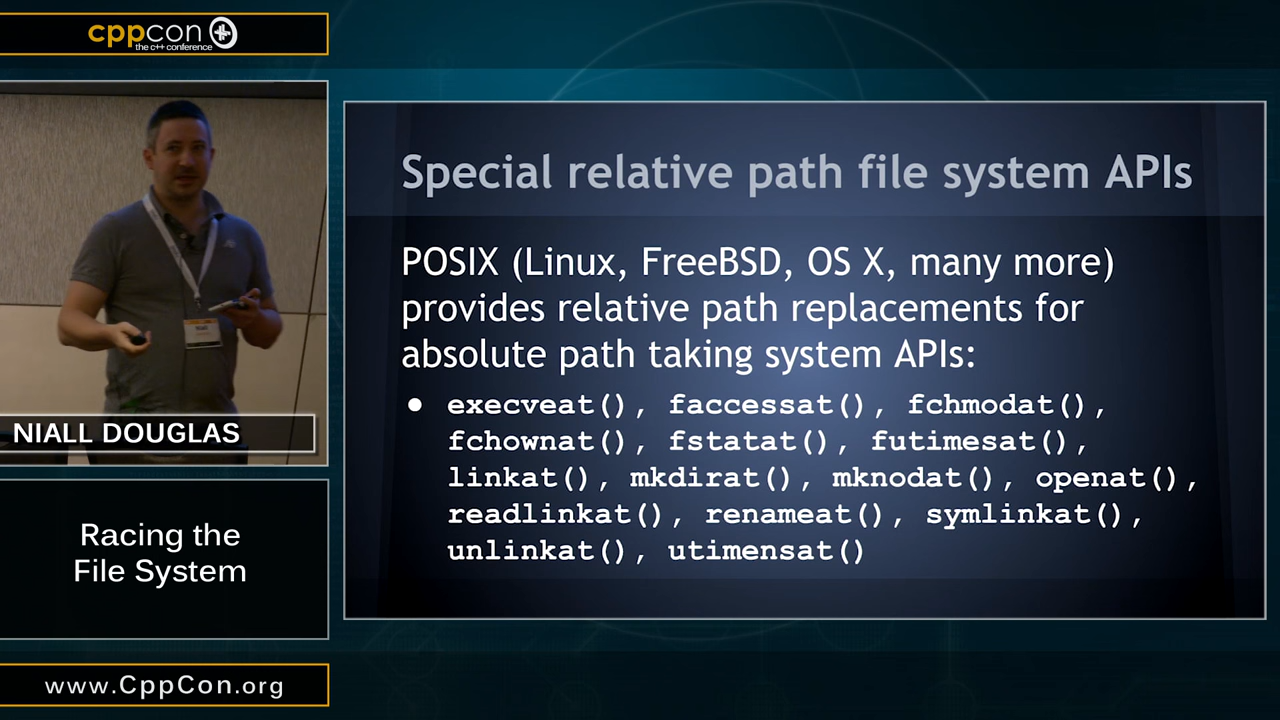 cppcon
the c++ conference
NIALL DOUGLAS
Racing the
File System
www.CppCon.org
Special relative path file system APIs
POSIX (Linux, FreeBSD, OS X, many more)
provides relative path replacements for
absolute path taking system APIs:
● execveat(), faccessat(), fchmodat(),
fchownat(), fstatat(), futimesat(),
linkat(), mkdirat(), mknodat(), openat(),
readlinkat(), renameat(), symlinkat(),
unlinkat(), utimensat()